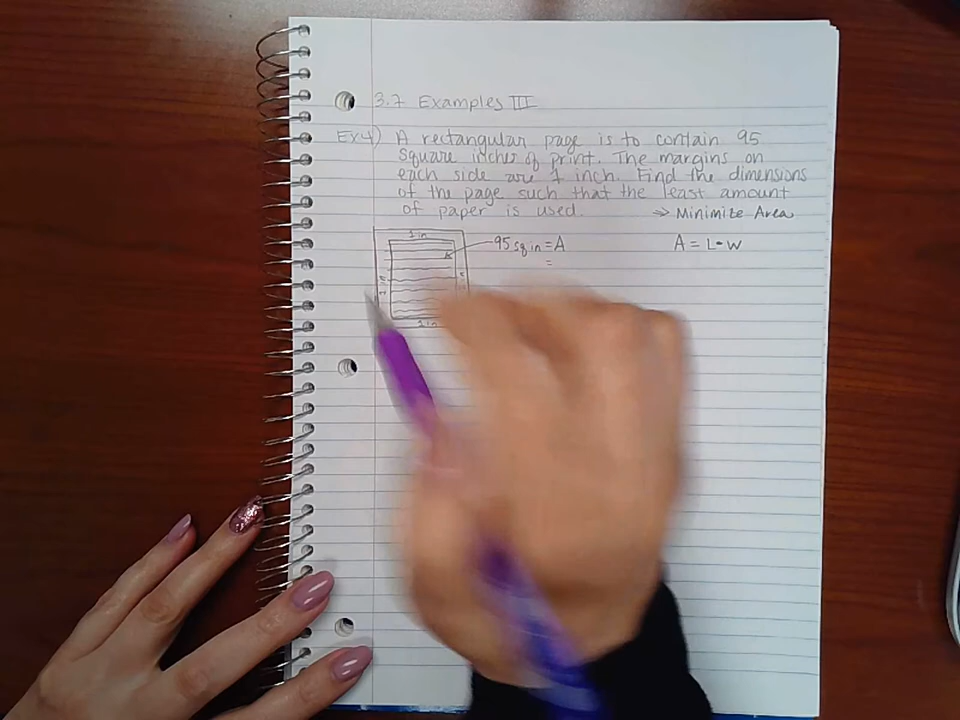 3.7 Examples III
Ex4) A rectangular page is to contain 95
square inches of print. The margins on
each side are 1 inch. Find the dimensions
of the page such that the least amount
of paper is used. ⇒ Minimize Area
1 in
95 sq in = A
A = L•W
=
1 in
1 in